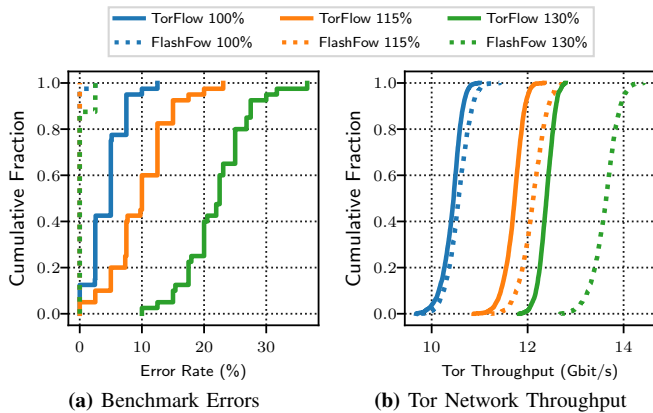 TorFlow 100% TorFlow 115% TorFlow 130%
FlashFow 100% FlashFow 115% FlashFow 130%
Cumulative Fraction
1.0
0.8
0.6
0.4
0.2
0.0
0 10 20 30
Error Rate (%)
(a) Benchmark Errors
Cumulative Fraction
1.0
0.8
0.6
0.4
0.2
0.0
10 11 12 14
Tor Throughput (Gbit/s)
(b) Tor Network Throughput